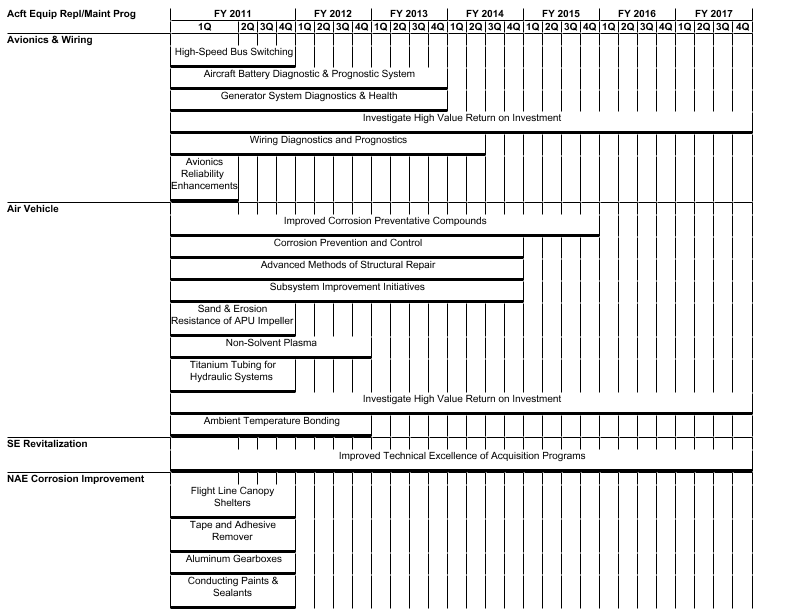 Acft Equip Repl/Maint Prog FY 2011 FY 2012 FY 2013 FY 2014 FY 2015 FY 2016 FY 2017
1Q 2Q 3Q 4Q 1Q 2Q 3Q 4Q 1Q 2Q 3Q 4Q 1Q 2Q 3Q 4Q 1Q 2Q 3Q 4Q 1Q 2Q 3Q 4Q 1Q 2Q 3Q 4Q
Avionics & Wiring
High-Speed Bus Switching
Aircraft Battery Diagnostic & Prognostic System
Generator System Diagnostics & Health
Investigate High Value Return on Investment
Wiring Diagnostics and Prognostics
Avionics
Reliability
Enhancements
Air Vehicle
Improved Corrosion Preventative Compounds
Corrosion Prevention and Control
Advanced Methods of Structural Repair
Subsystem Improvement Initiatives
Sand & Erosion
Resistance of APU Impeller
Non-Solvent Plasma
Titanium Tubing for
Hydraulic Systems
Investigate High Value Return on Investment
Ambient Temperature Bonding
SE Revitalization
Improved Technical Excellence of Acquisition Programs
NAE Corrosion Improvement
Flight Line Canopy
Shelters
Tape and Adhesive
Remover
Aluminum Gearboxes
Conducting Paints &
Sealants